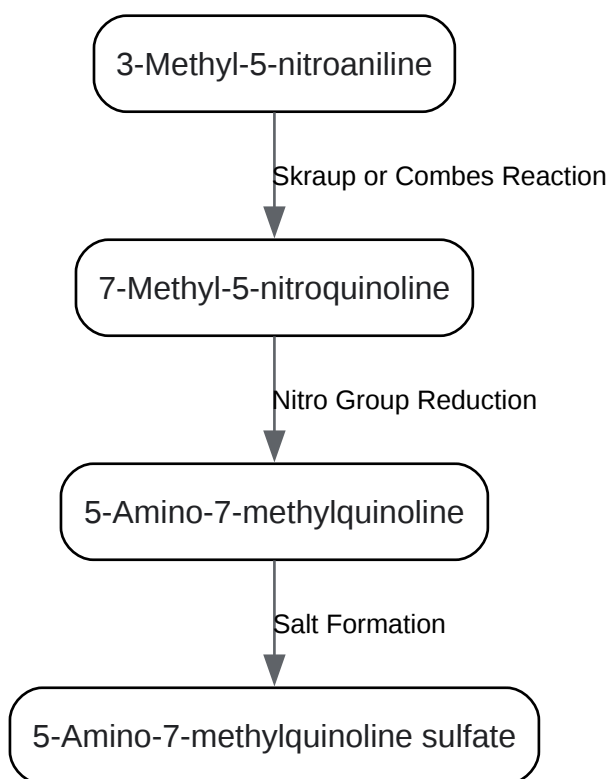 3-Methyl-5-nitroaniline
Skraup or Combes Reaction
7-Methyl-5-nitroquinoline
Nitro Group Reduction
5-Amino-7-methylquinoline
Salt Formation
5-Amino-7-methylquinoline sulfate